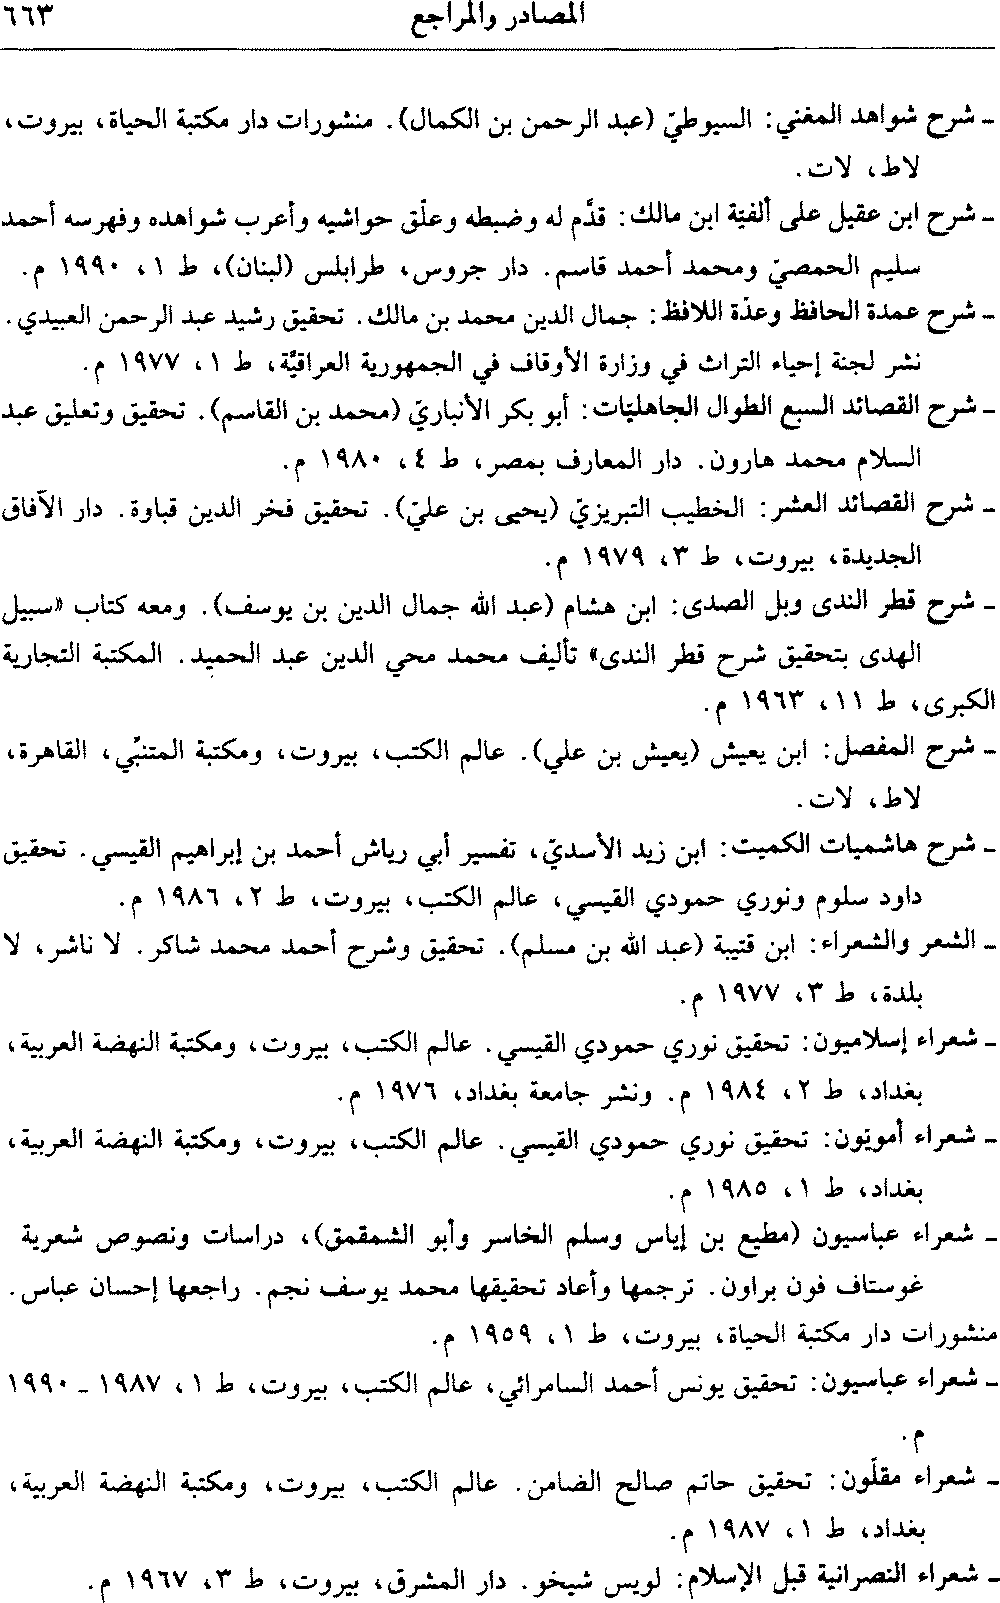 المصادر والمراجع ٦٦٣
ـ شرح شواهد المغني: السيوطيّ (عبد الرحمن بن الكمال). منشورات دار مكتبة الحياة، بيروت،
لاط، لات.
ـ شرح ابن عقيل على ألفيّة ابن مالك: قدَّم له وضبطه وعلّق حواشيه وأعرب شواهده وفهرسه أحمد
سليم الحمصيّ ومحمد أحمد قاسم. دار جروس، طرابلس (لبنان)، ط ١، ١٩٩٠ م.
ـ شرح عمدة الحافظ وعدّة اللافظ: جمال الدين محمد بن مالك. تحقيق رشيد عبد الرحمن العبيدي.
نشر لجنة إحياء التراث في وزارة الأوقاف في الجمهورية العراقيَّة، ط ١، ١٩٧٧ م.
ـ شرح القصائد السبع الطوال الجاهليّات: أبو بكر الأنباريّ (محمد بن القاسم). تحقيق وتعليق عبد
السلام محمد هارون. دار المعارف بمصر، ط ٤، ١٩٨٠ م.
ـ شرح القصائد العشر: الخطيب التبريزيّ (يحيى بن عليّ). تحقيق فخر الدين قباوة. دار الآفاق
الجديدة، بيروت، ط ٣، ١٩٧٩ م.
ـ شرح قطر الندى وبل الصدى: ابن هشام (عبد الله جمال الدين بن يوسف). ومعه كتاب «سبيل
الهدى بتحقيق شرح قطر الندى» تأليف محمد محي الدين عبد الحميد. المكتبة التجارية
الكبرى، ط ١١، ١٩٦٣ م.
ـ شرح المفصل: ابن يعيش (يعيش بن علي). عالم الكتب، بيروت، ومكتبة المتنبّي، القاهرة،
لاط، لات.
ـ شرح هاشميات الكميت: ابن زيد الأسديّ، تفسير أبي رياش أحمد بن إبراهيم القيسي. تحقيق
داود سلوم ونوري حمودي القيسي، عالم الكتب، بيروت، ط ٢، ١٩٨٦ م.
ـ الشعر والشعراء: ابن قتيبة (عبد الله بن مسلم). تحقيق وشرح أحمد محمد شاكر. لا ناشر، لا
بلدة، ط ٣، ١٩٧٧ م.
ـ شعراء إسلاميون: تحقيق نوري حمودي القيسي. عالم الكتب، بيروت، ومكتبة النهضة العربية،
بغداد، ط ٢، ١٩٨٤ م. ونشر جامعة بغداد، ١٩٧٦ م.
ـ شعراء أمويّون: تحقيق نوري حمودي القيسي. عالم الكتب، بيروت، ومكتبة النهضة العربية،
بغداد، ط ١، ١٩٨٥ م.
ـ شعراء عباسيون (مطيع بن إياس وسلم الخاسر وأبو الشمقمق)، دراسات ونصوص شعرية
غوستاف فون براون. ترجمها وأعاد تحقيقها محمد يوسف نجم. راجعها إحسان عباس.
منشورات دار مكتبة الحياة، بيروت، ط ١، ١٩٥٩ م.
ـ شعراء عباسيون: تحقيق يونس أحمد السامرائي، عالم الكتب، بيروت، ط ١، ١٩٨٧ ـ ١٩٩٠
م.
ـ شعراء مقلّون: تحقيق حاتم صالح الضامن. عالم الكتب، بيروت، ومكتبة النهضة العربية،
بغداد، ط ١، ١٩٨٧ م.
ـ شعراء النصرانية قبل الإسلام: لويس شيخو. دار المشرق، بيروت، ط ٣، ١٩٦٧ م.